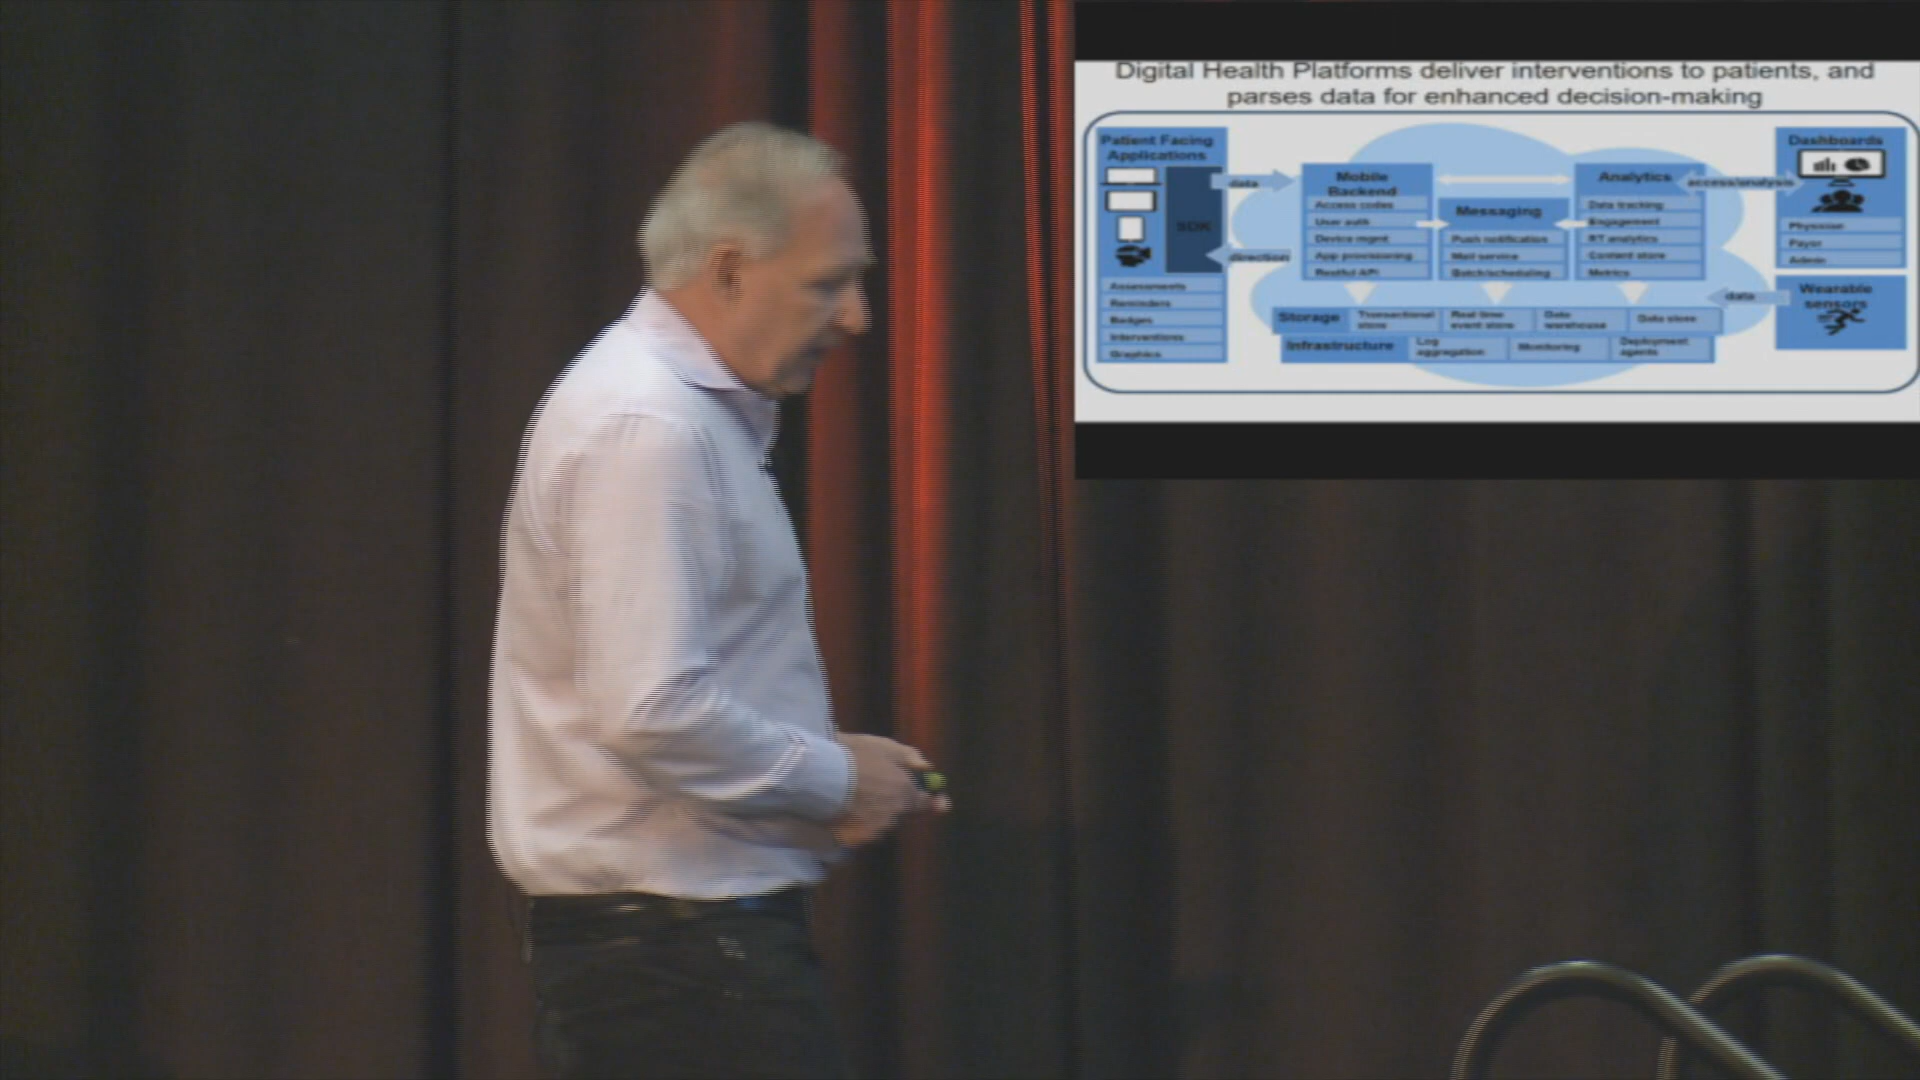 Digital Health Platforms deliver interventions to patients, and
parses data for enhanced decision-making
Patient Facing
Applications
SDK
Assessments
Reminders
Badges
Interventions
Graphics
data
direction
Mobile
Backend
Access codes
User auth
Device mgmt
App provisioning
Restful API
Messaging
Push notification
Mail service
Batch/scheduling
Analytics
Data tracking
Engagement
RT analytics
Content store
Metrics
access/analysis
data
Dashboards
Physician
Payor
Admin
Wearable
sensors
Storage
Transactional
store
Real time
event store
Data
warehouse
Data store
Infrastructure
Log
aggregation
Monitoring
Deployment
agents